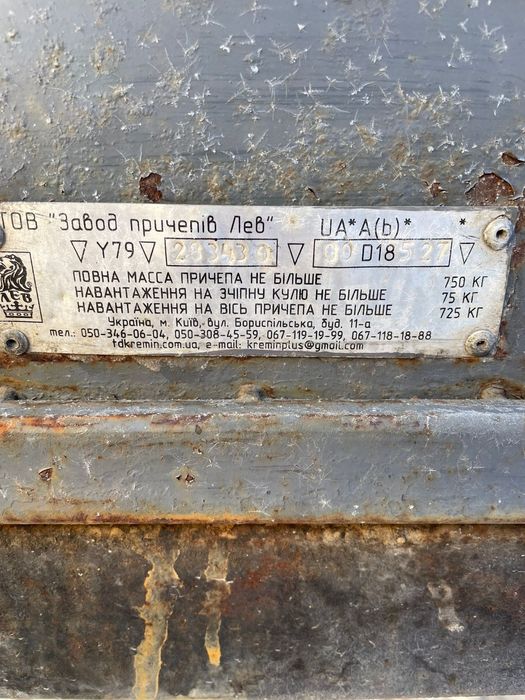 ТОВ "Завод причепів Лев" UA*A(b)* *
▽ Y79 ▽ ▽ D18 527 ▽
ЛЕВ
ПОВНА МАССА ПРИЧЕПА НЕ БІЛЬШЕ 750 КГ
НАВАНТАЖЕННЯ НА ЗЧІПНУ КУЛЮ НЕ БІЛЬШЕ 75 КГ
НАВАНТАЖЕННЯ НА ВІСЬ ПРИЧЕПА НЕ БІЛЬШЕ 725 КГ
Україна, м. Київ, вул. Бориспільська, буд. 11-а
тел.: 050-346-06-04, 050-308-45-59, 067-119-19-99, 067-118-18-88
tdkremin.com.ua, e-mail: kreminplus@gmail.com